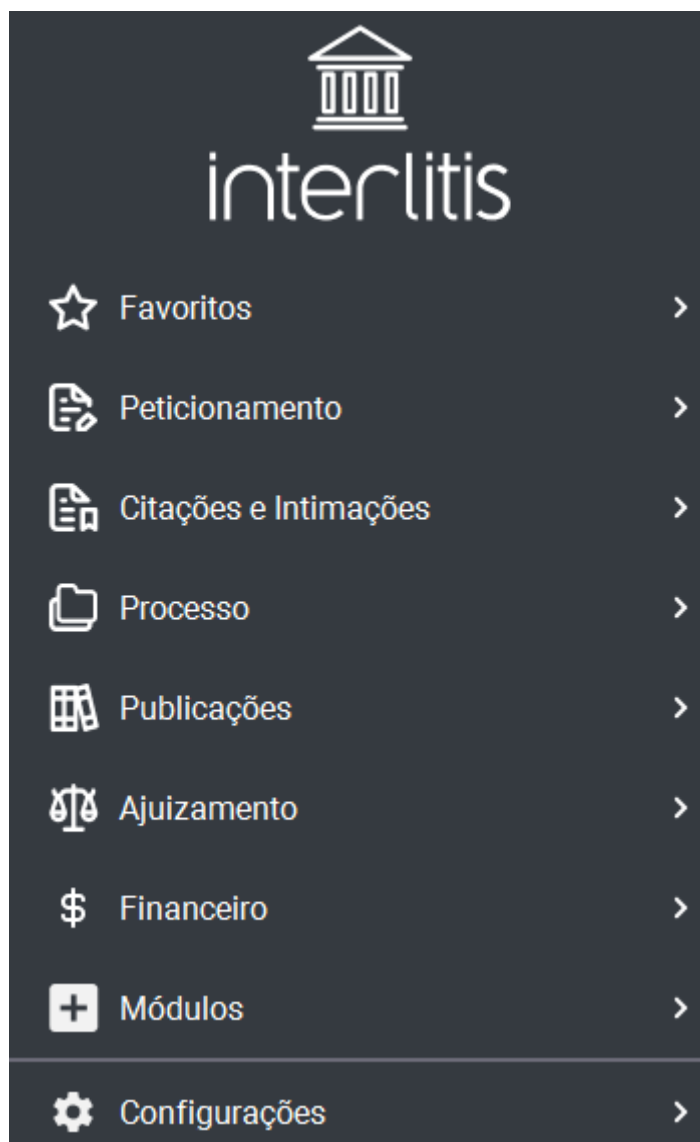 interlitis
Favoritos
Peticionamento
Citações e Intimações
Processo
Publicações
Ajuizamento
$ Financeiro
Módulos
Configurações